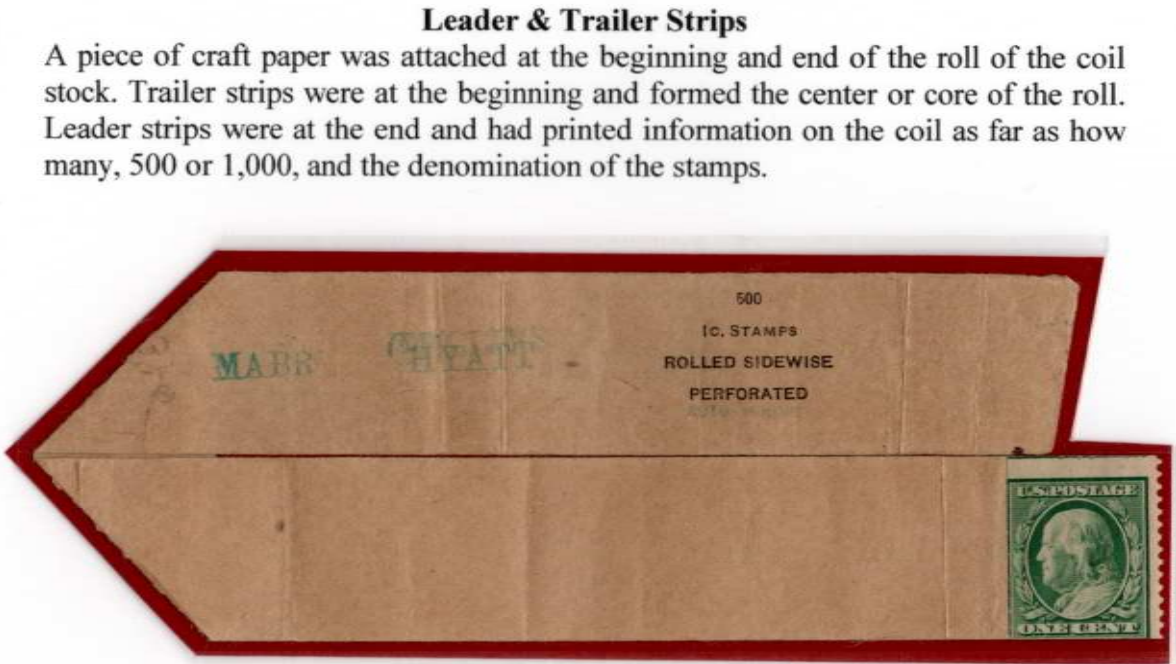 Leader & Trailer Strips
A piece of craft paper was attached at the beginning and end of the roll of the coil
stock. Trailer strips were at the beginning and formed the center or core of the roll.
Leader strips were at the end and had printed information on the coil as far as how
many, 500 or 1,000, and the denomination of the stamps.
500
1c. STAMPS
MABR HYATT
ROLLED SIDEWISE
PERFORATED
U.S. POSTAGE
ONE CENT